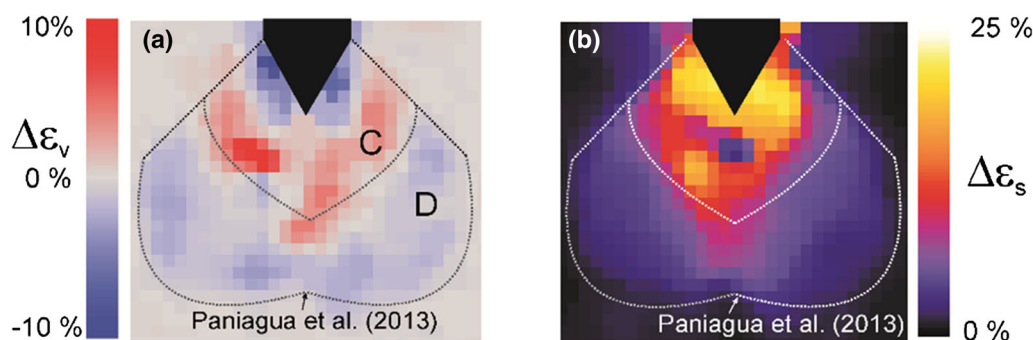 10%
Δεᵥ
0 %
-10 %
(a)
C
D
Paniagua et al. (2013)
(b)
Paniagua et al. (2013)
25 %
Δεₛ
0 %